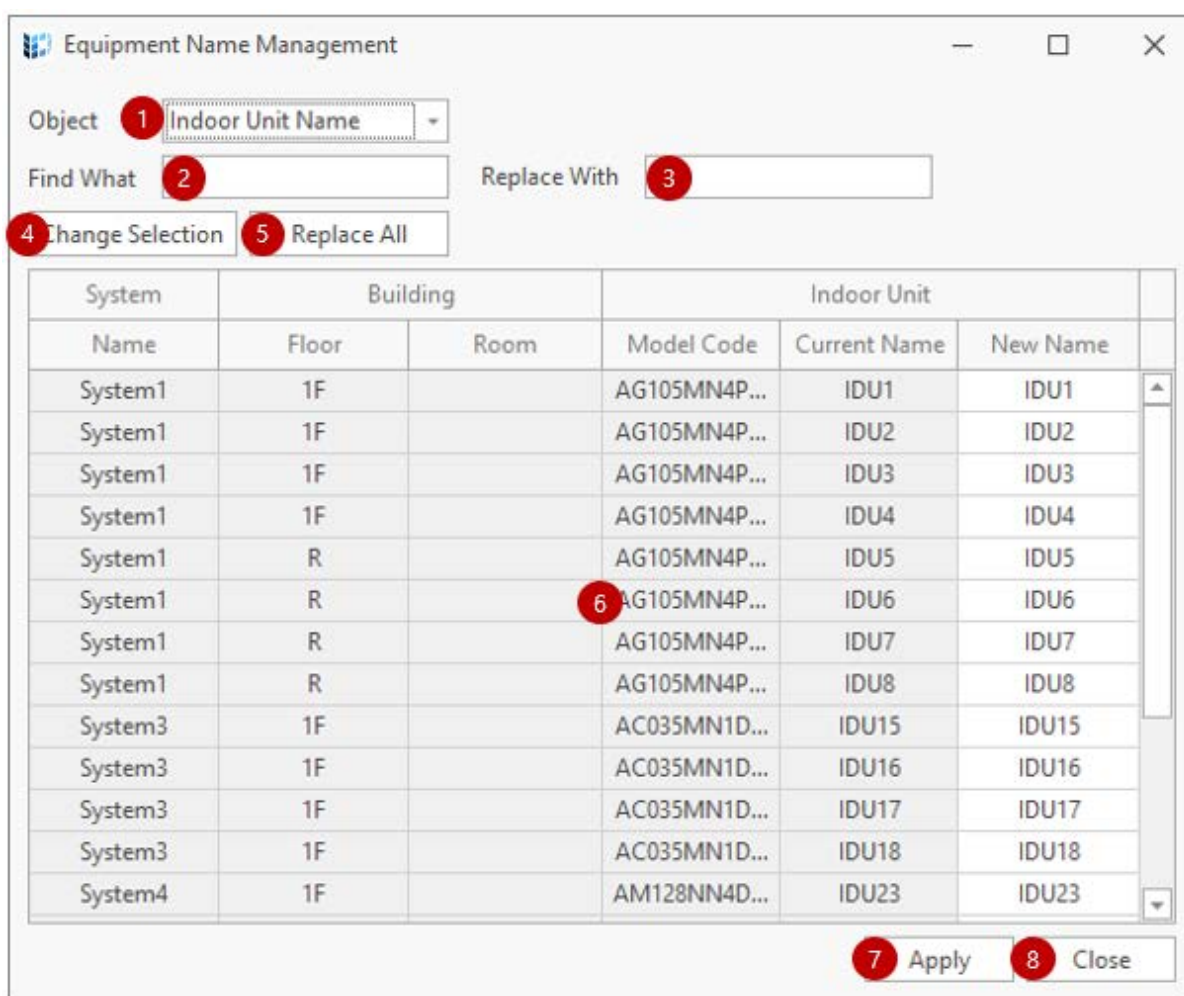 Equipment Name Management
Object 1 Indoor Unit Name
Find What 2 Replace With 3
4 Change Selection 5 Replace All
System Building Indoor Unit
Name Floor Room Model Code Current Name New Name
System1 1F AG105MN4P... IDU1 IDU1
System1 1F AG105MN4P... IDU2 IDU2
System1 1F AG105MN4P... IDU3 IDU3
System1 1F AG105MN4P... IDU4 IDU4
System1 R AG105MN4P... IDU5 IDU5
System1 R 6 AG105MN4P... IDU6 IDU6
System1 R AG105MN4P... IDU7 IDU7
System1 R AG105MN4P... IDU8 IDU8
System3 1F AC035MN1D... IDU15 IDU15
System3 1F AC035MN1D... IDU16 IDU16
System3 1F AC035MN1D... IDU17 IDU17
System3 1F AC035MN1D... IDU18 IDU18
System4 1F AM128NN4D... IDU23 IDU23
7 Apply 8 Close